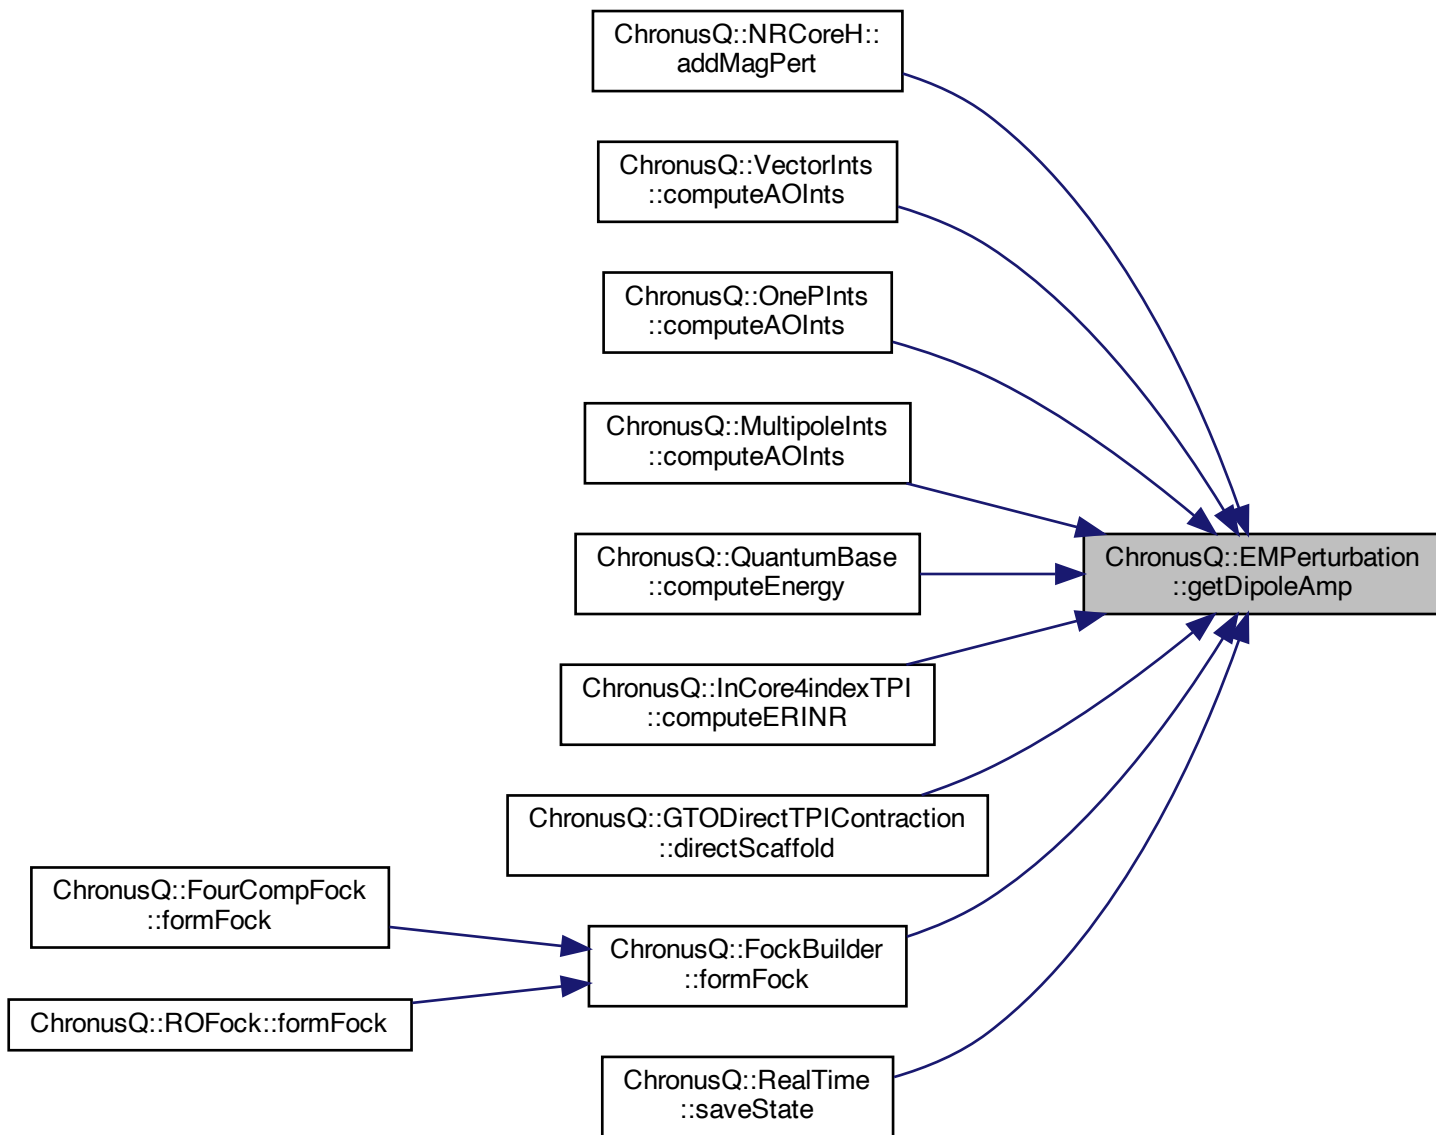 ChronusQ::NRCoreH::
addMagPert
ChronusQ::VectorInts
::computeAOInts
ChronusQ::OnePInts
::computeAOInts
ChronusQ::MultipoleInts
::computeAOInts
ChronusQ::EMPerturbation
::getDipoleAmp
ChronusQ::QuantumBase
::computeEnergy
ChronusQ::InCore4indexTPI
::computeERINR
ChronusQ::GTODirectTPIContraction
::directScaffold
ChronusQ::FourCompFock
::formFock
ChronusQ::FockBuilder
::formFock
ChronusQ::ROFock::formFock
ChronusQ::RealTime
::saveState